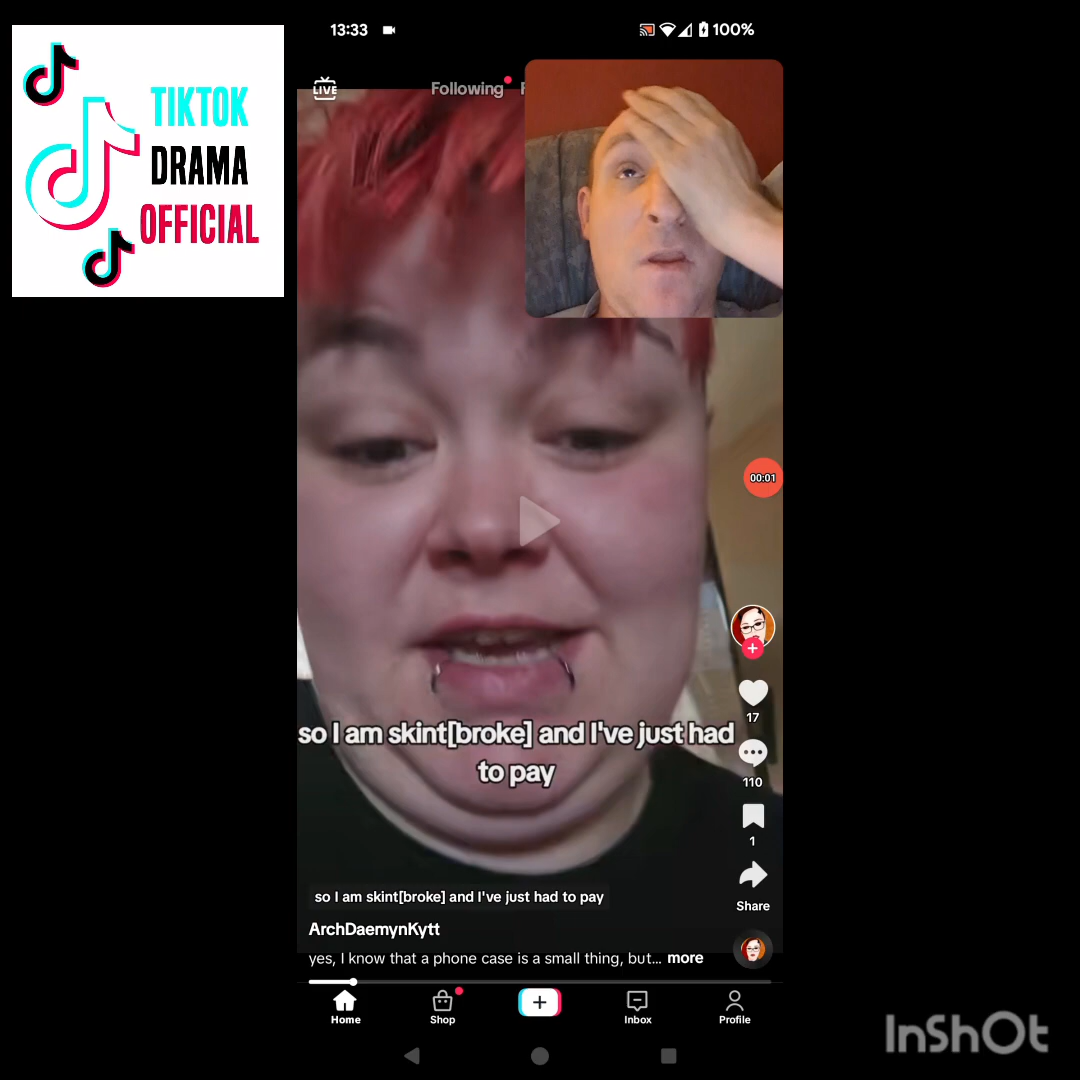 13:33
100%
TIKTOK
DRAMA
OFFICIAL
LIVE
Following
00:01
17
so I am skint[broke] and I've just had
to pay
110
1
so I am skint[broke] and I've just had to pay
Share
ArchDaemynKytt
yes, I know that a phone case is a small thing, but... more
Home
Shop
Inbox
Profile
InShOt